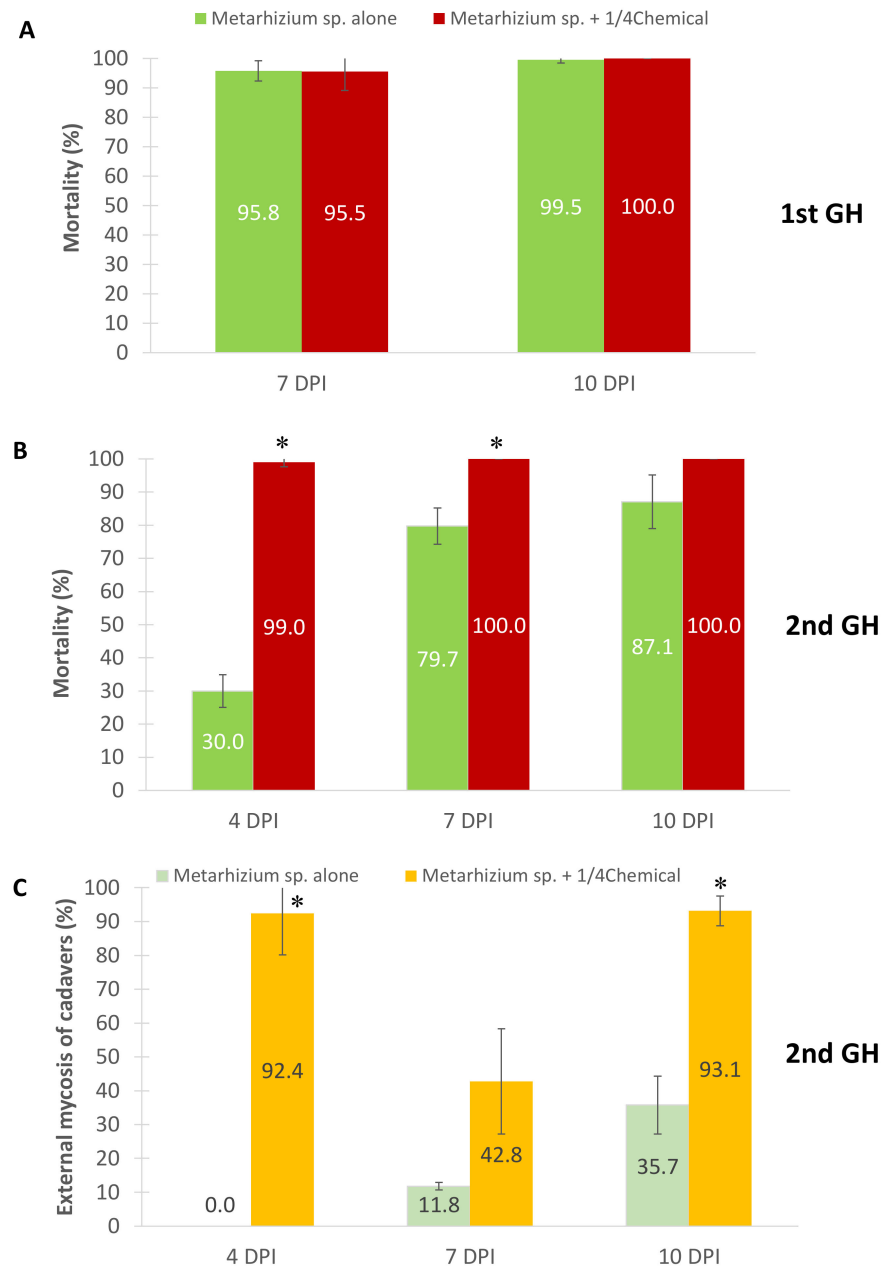 A
Metarhizium sp. alone Metarhizium sp. + 1/4Chemical
Mortality (%)
100
90
80
70
60
50
40
30
20
10
0
95.8 95.5 99.5 100.0
7 DPI 10 DPI
1st GH
B
Mortality (%)
100
90
80
70
60
50
40
30
20
10
0
* *
30.0 99.0 79.7 100.0 87.1 100.0
4 DPI 7 DPI 10 DPI
2nd GH
C
Metarhizium sp. alone Metarhizium sp. + 1/4Chemical
External mycosis of cadavers (%)
100
90
80
70
60
50
40
30
20
10
0
* *
0.0 92.4 11.8 42.8 35.7 93.1
4 DPI 7 DPI 10 DPI
2nd GH